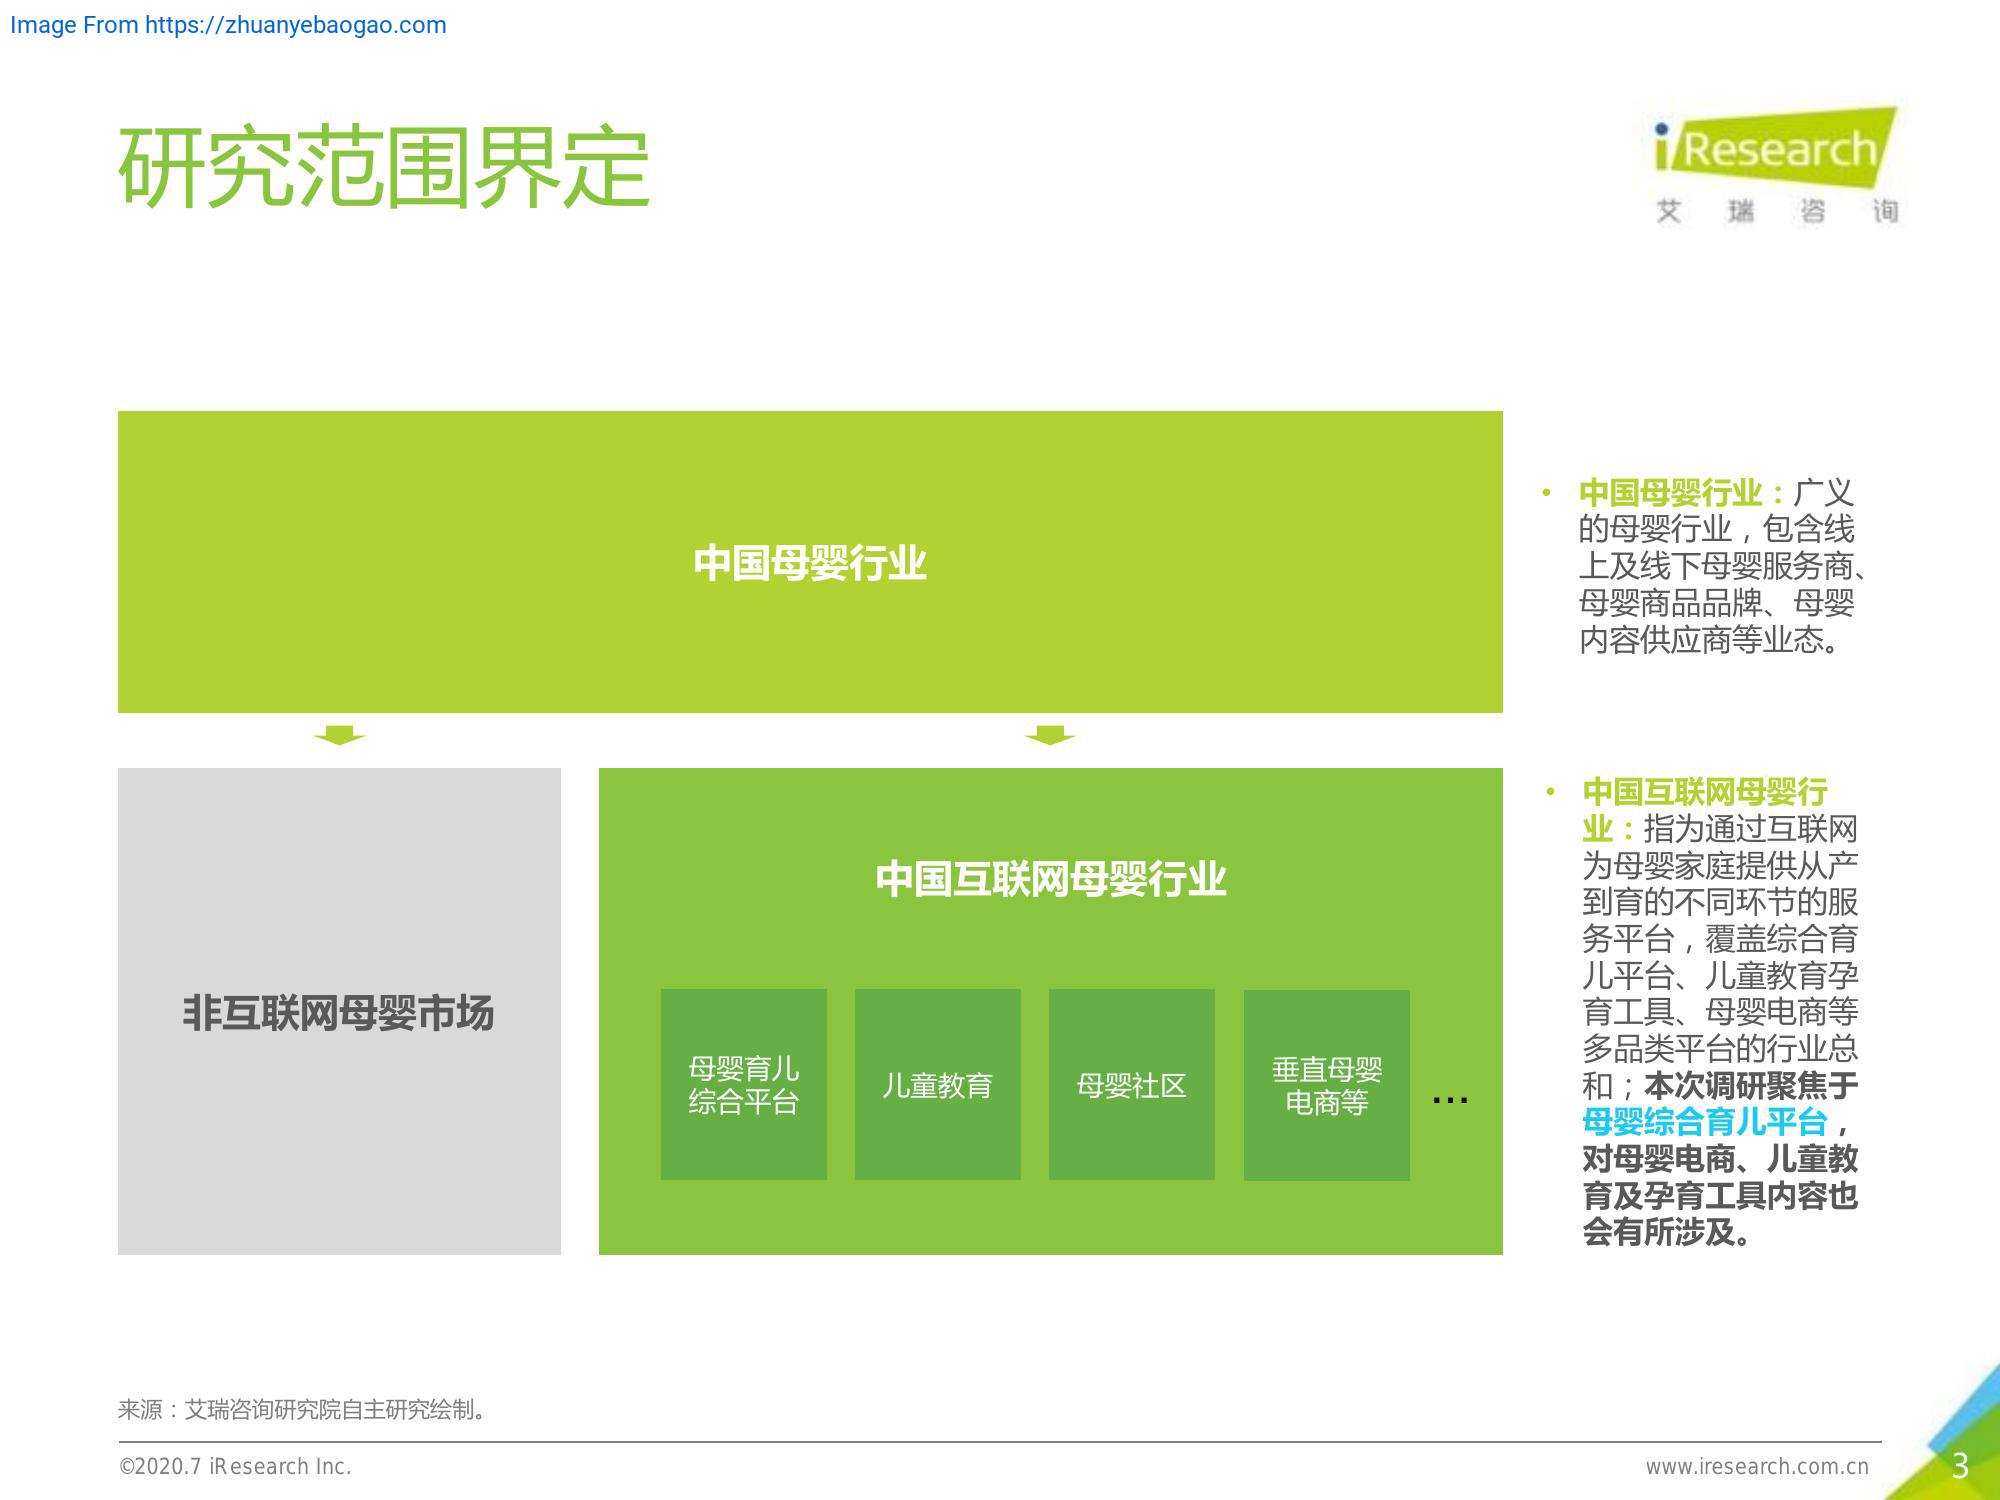 Image From https://zhuanyebaogao.com
研究范围界定
iResearch
艾瑞咨询
中国母婴行业
• 中国母婴行业：广义
的母婴行业，包含线
上及线下母婴服务商、
母婴商品品牌、母婴
内容供应商等业态。
非互联网母婴市场
中国互联网母婴行业
母婴育儿
综合平台
儿童教育
母婴社区
垂直母婴
电商等
...
• 中国互联网母婴行
业：指为通过互联网
为母婴家庭提供从产
到育的不同环节的服
务平台，覆盖综合育
儿平台、儿童教育孕
育工具、母婴电商等
多品类平台的行业总
和；本次调研聚焦于
母婴综合育儿平台，
对母婴电商、儿童教
育及孕育工具内容也
会有所涉及。
来源：艾瑞咨询研究院自主研究绘制。
©2020.7 iResearch Inc.
www.iresearch.com.cn
3